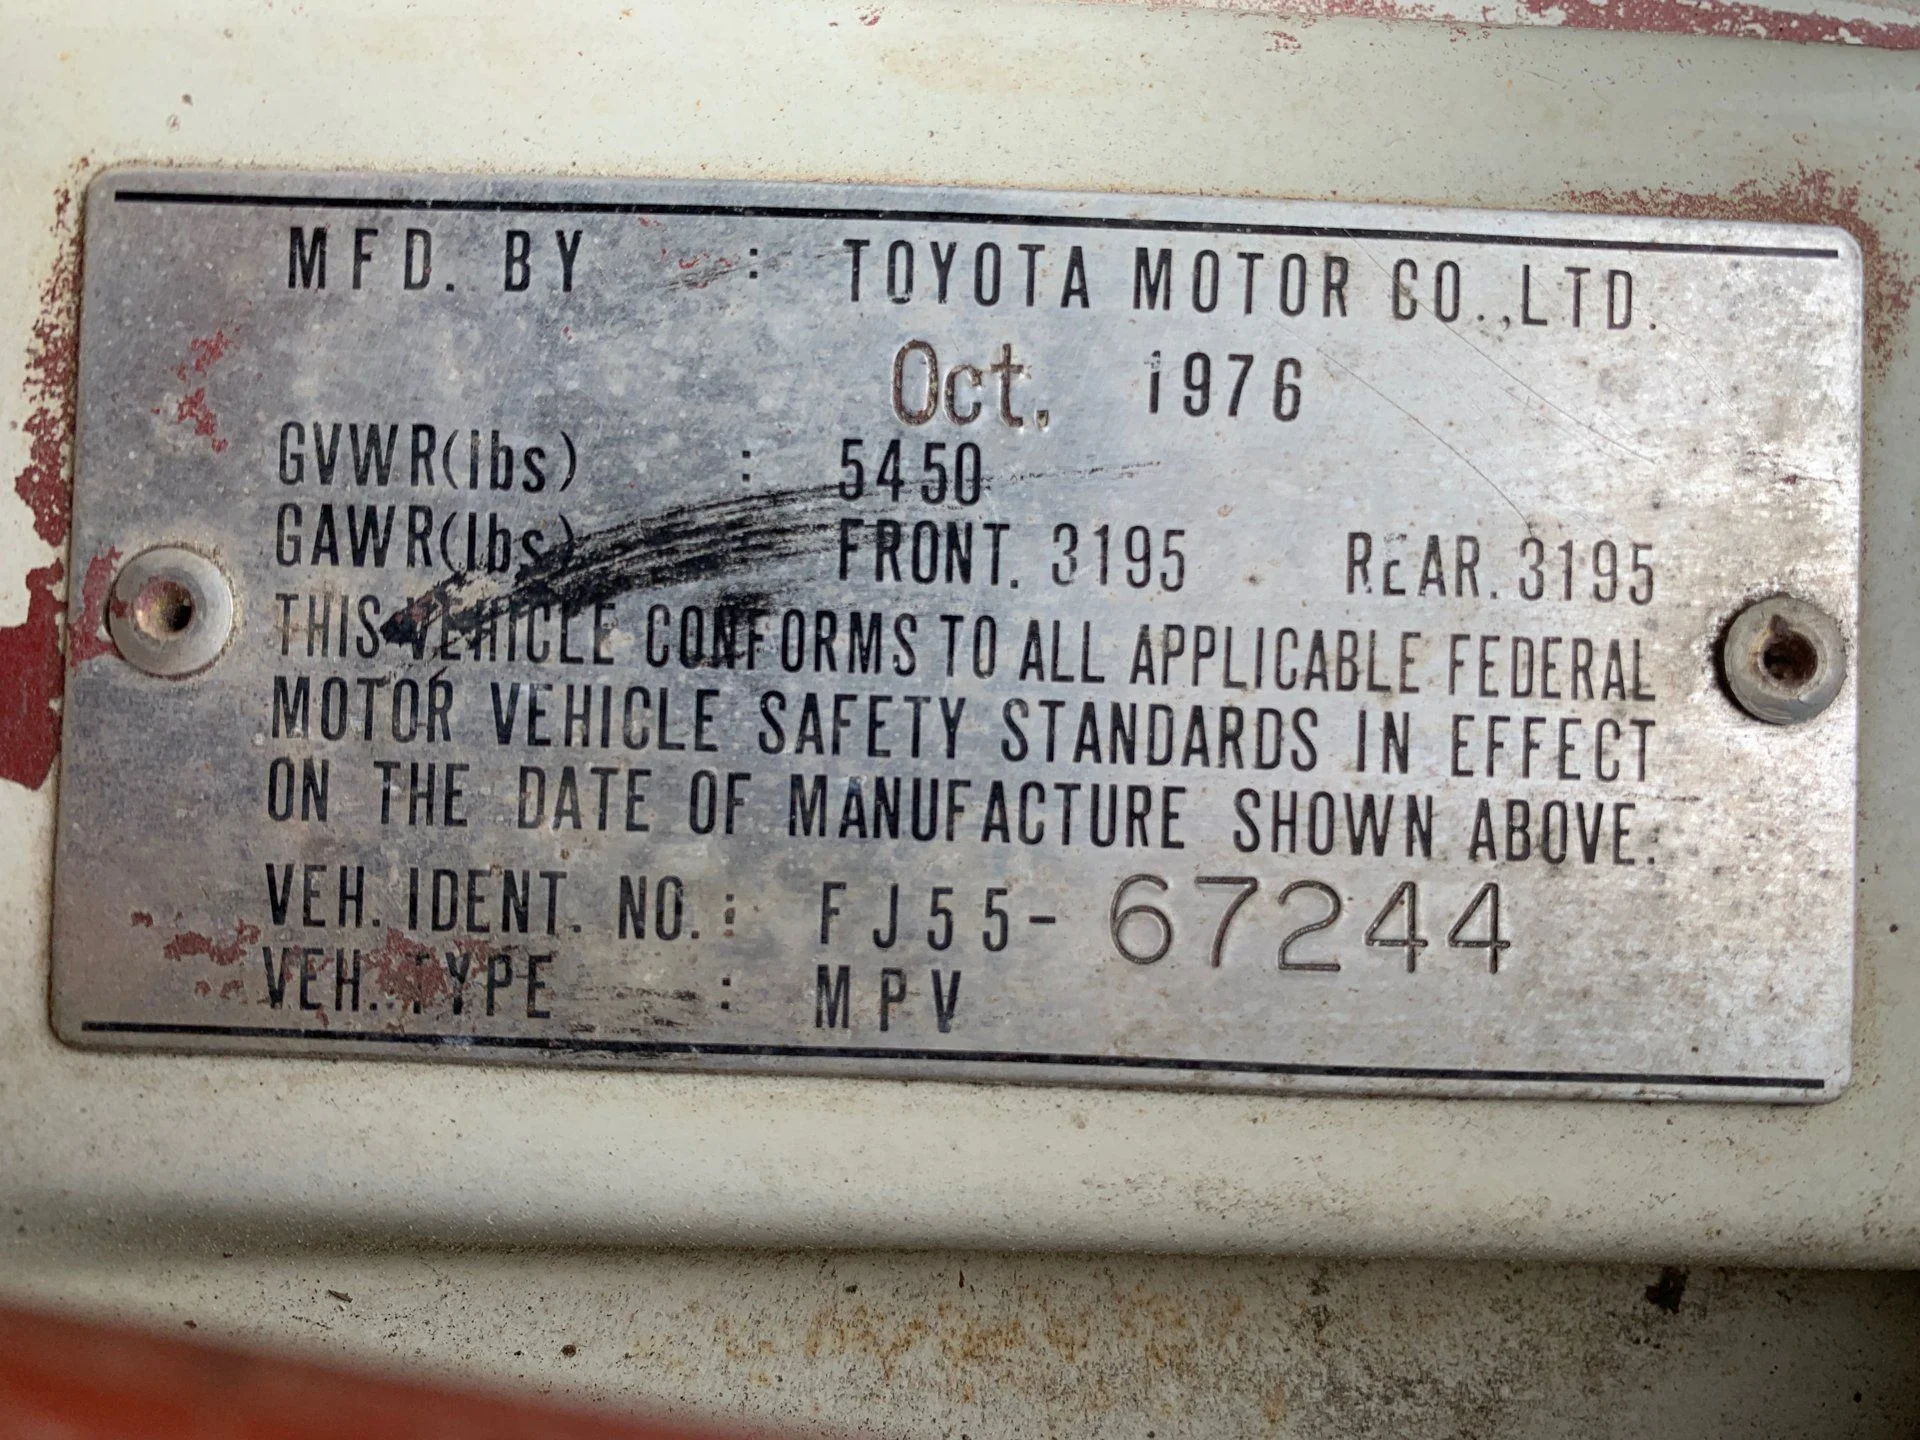 MFD. BY : TOYOTA MOTOR CO.,LTD.
Oct. 1976
GVWR(lbs) : 5450
GAWR(lbs) : FRONT. 3195 REAR. 3195
THIS VEHICLE CONFORMS TO ALL APPLICABLE FEDERAL
MOTOR VEHICLE SAFETY STANDARDS IN EFFECT
ON THE DATE OF MANUFACTURE SHOWN ABOVE.
VEH. IDENT. NO. : FJ55-67244
VEH. TYPE : MPV